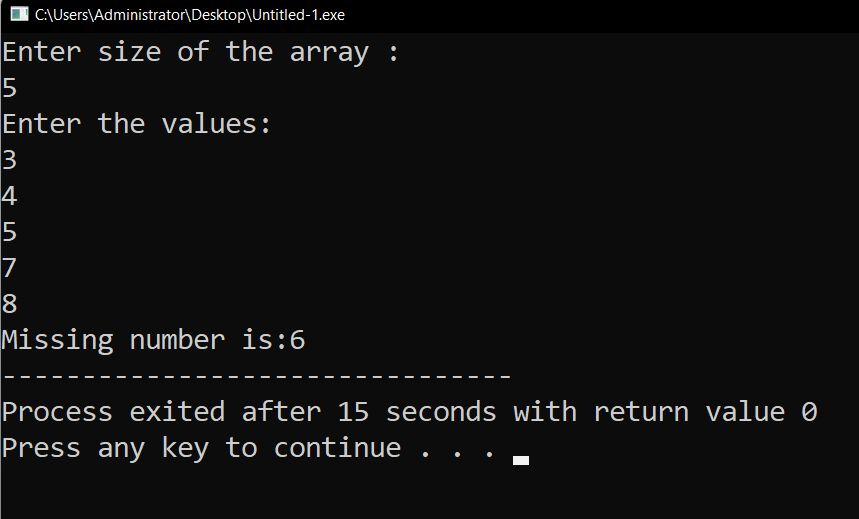 C:\Users\Administrator\Desktop\Untitled-1.exe
Enter size of the array :
5
Enter the values:
3
4
5
7
8
Missing number is:6
--------------------------------
Process exited after 15 seconds with return value 0
Press any key to continue . . .